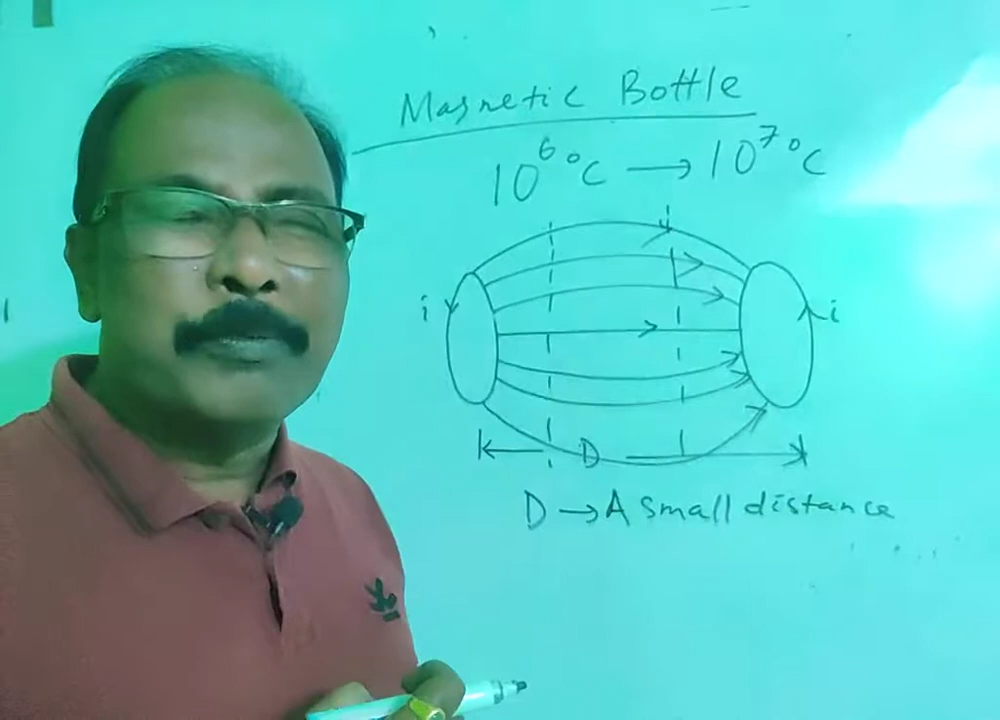 Magnetic Bottle
10⁶ °C → 10⁷ °C
i i
D
D → A small distance